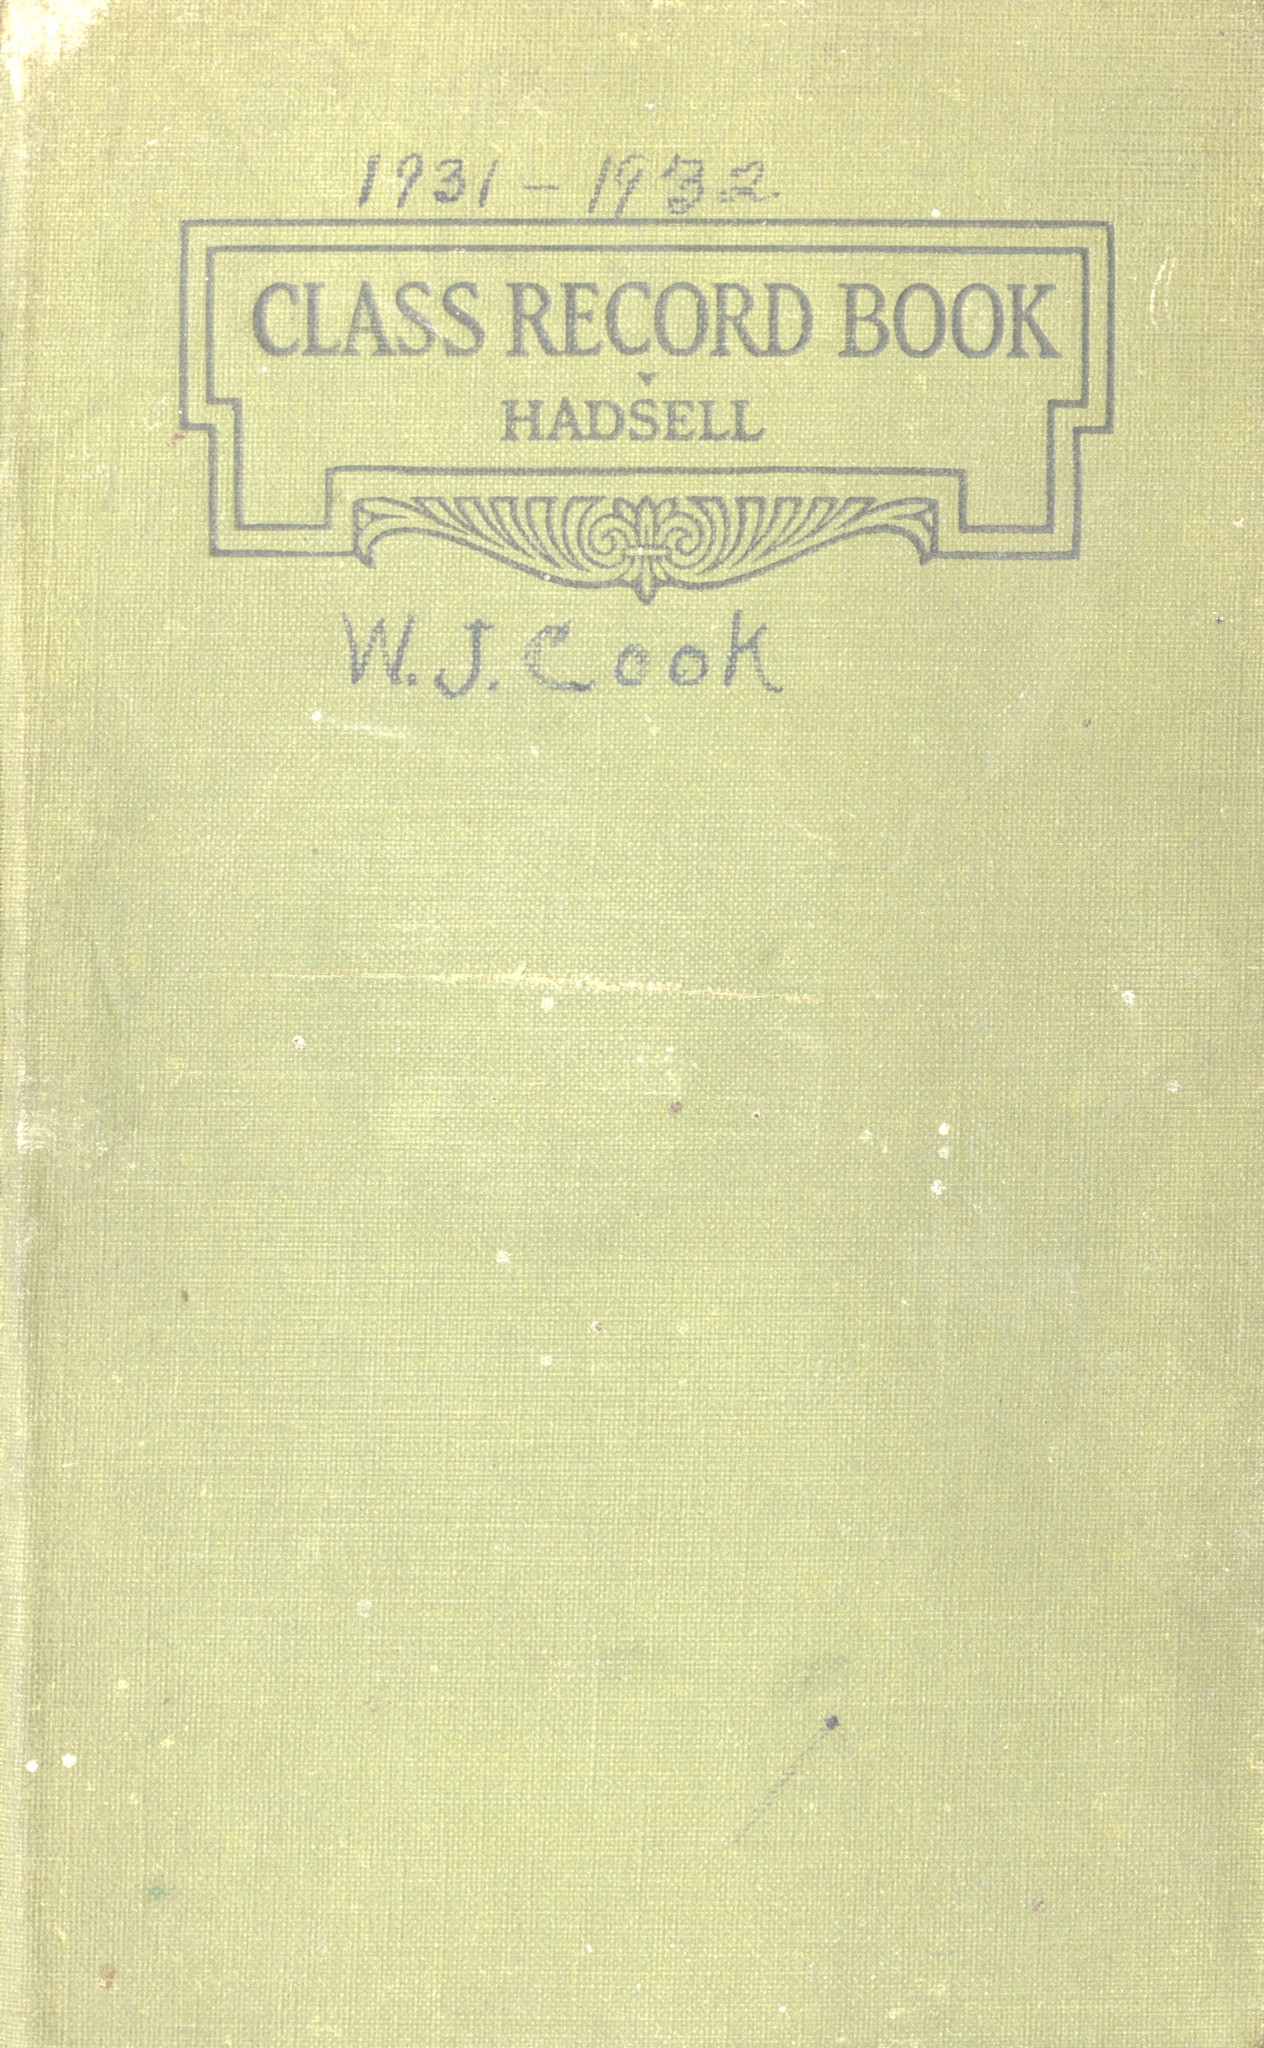 1931 - 1932
CLASS RECORD BOOK
HADSELL
W. J. Cook